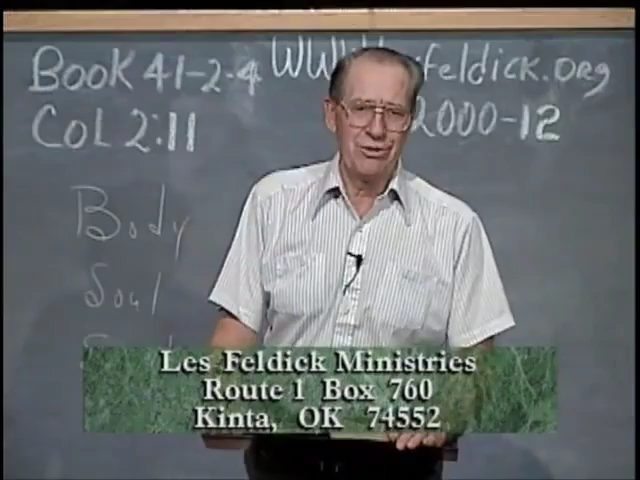 Book 41-2-4 WWW. feldick.org
Col 2:11 2000-12
Body
Soul
Les Feldick Ministries
Route 1 Box 760
Kinta, OK 74552